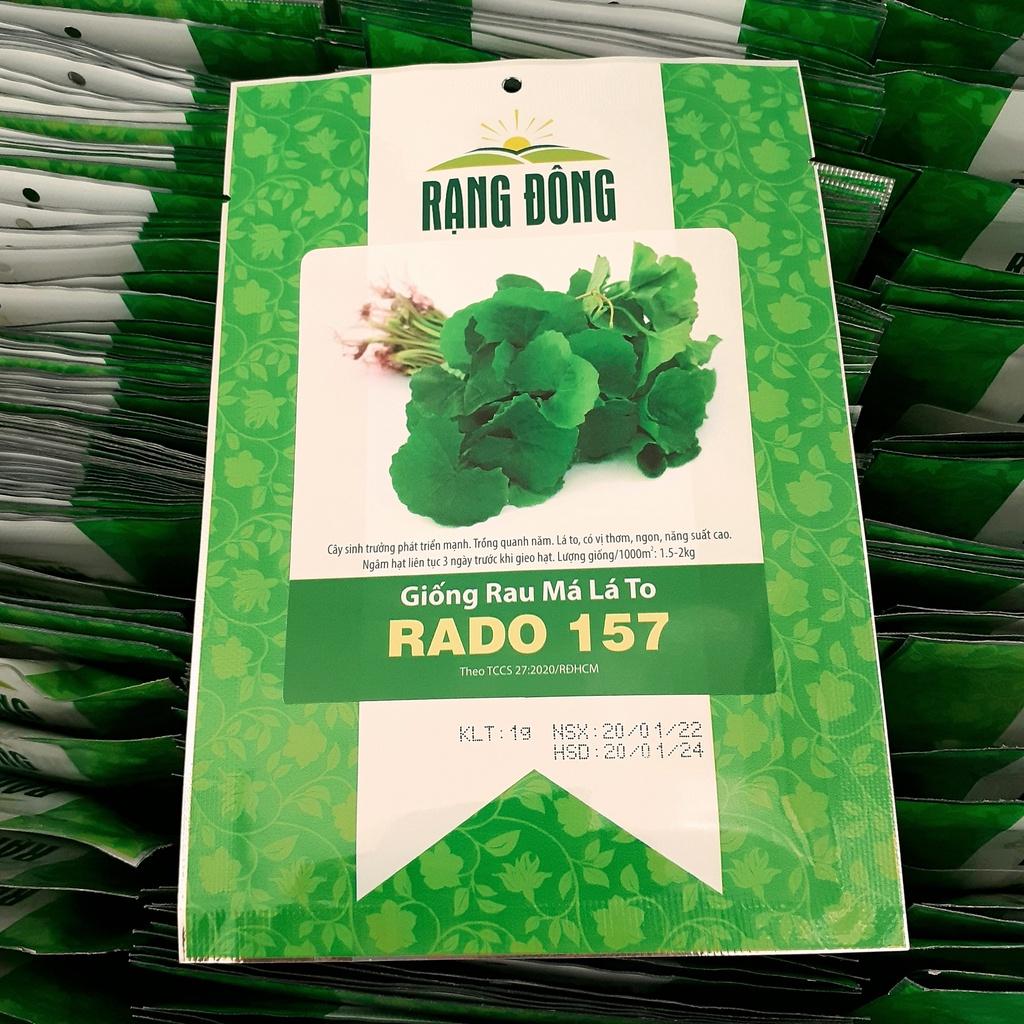 RẠNG ĐÔNG
Cây sinh trưởng phát triển mạnh. Trồng quanh năm. Lá to, có vị thơm, ngon, năng suất cao.
Ngâm hạt liên tục 3 ngày trước khi gieo hạt. Lượng giống/1000m²: 1.5-2kg
Giống Rau Má Lá To
RADO 157
Theo TCCS 27:2020/RĐHCM
KLT:1g NSX:20/01/22
HSD:20/01/24